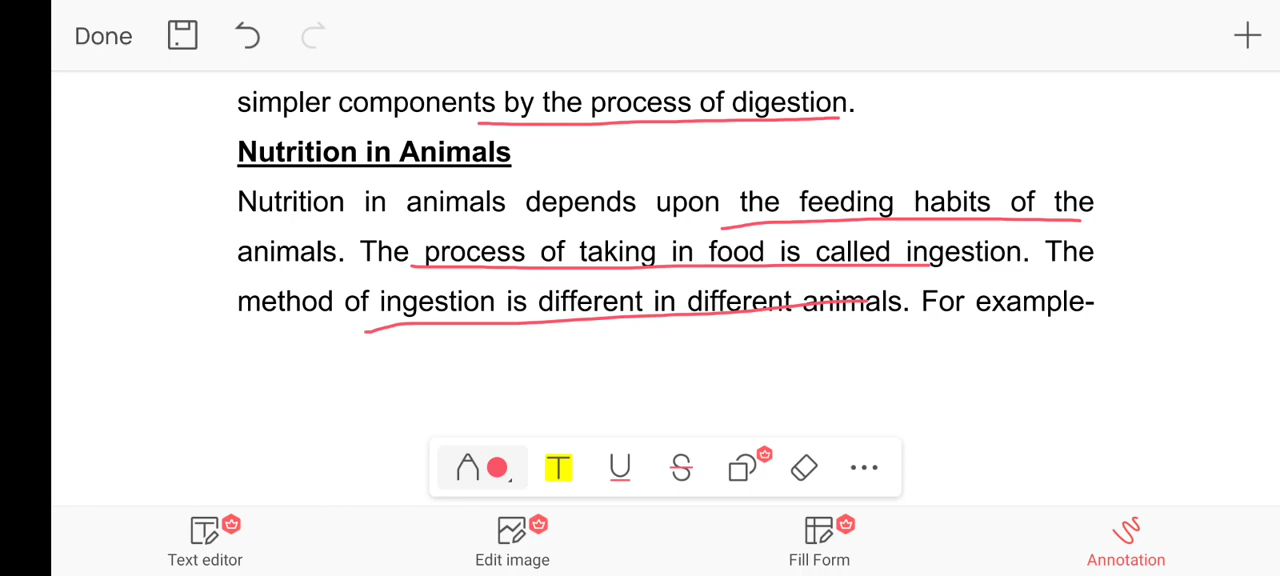 Done
simpler components by the process of digestion.
Nutrition in Animals
Nutrition in animals depends upon the feeding habits of the
animals. The process of taking in food is called ingestion. The
method of ingestion is different in different animals. For example-
T U S
Text editor Edit image Fill Form Annotation